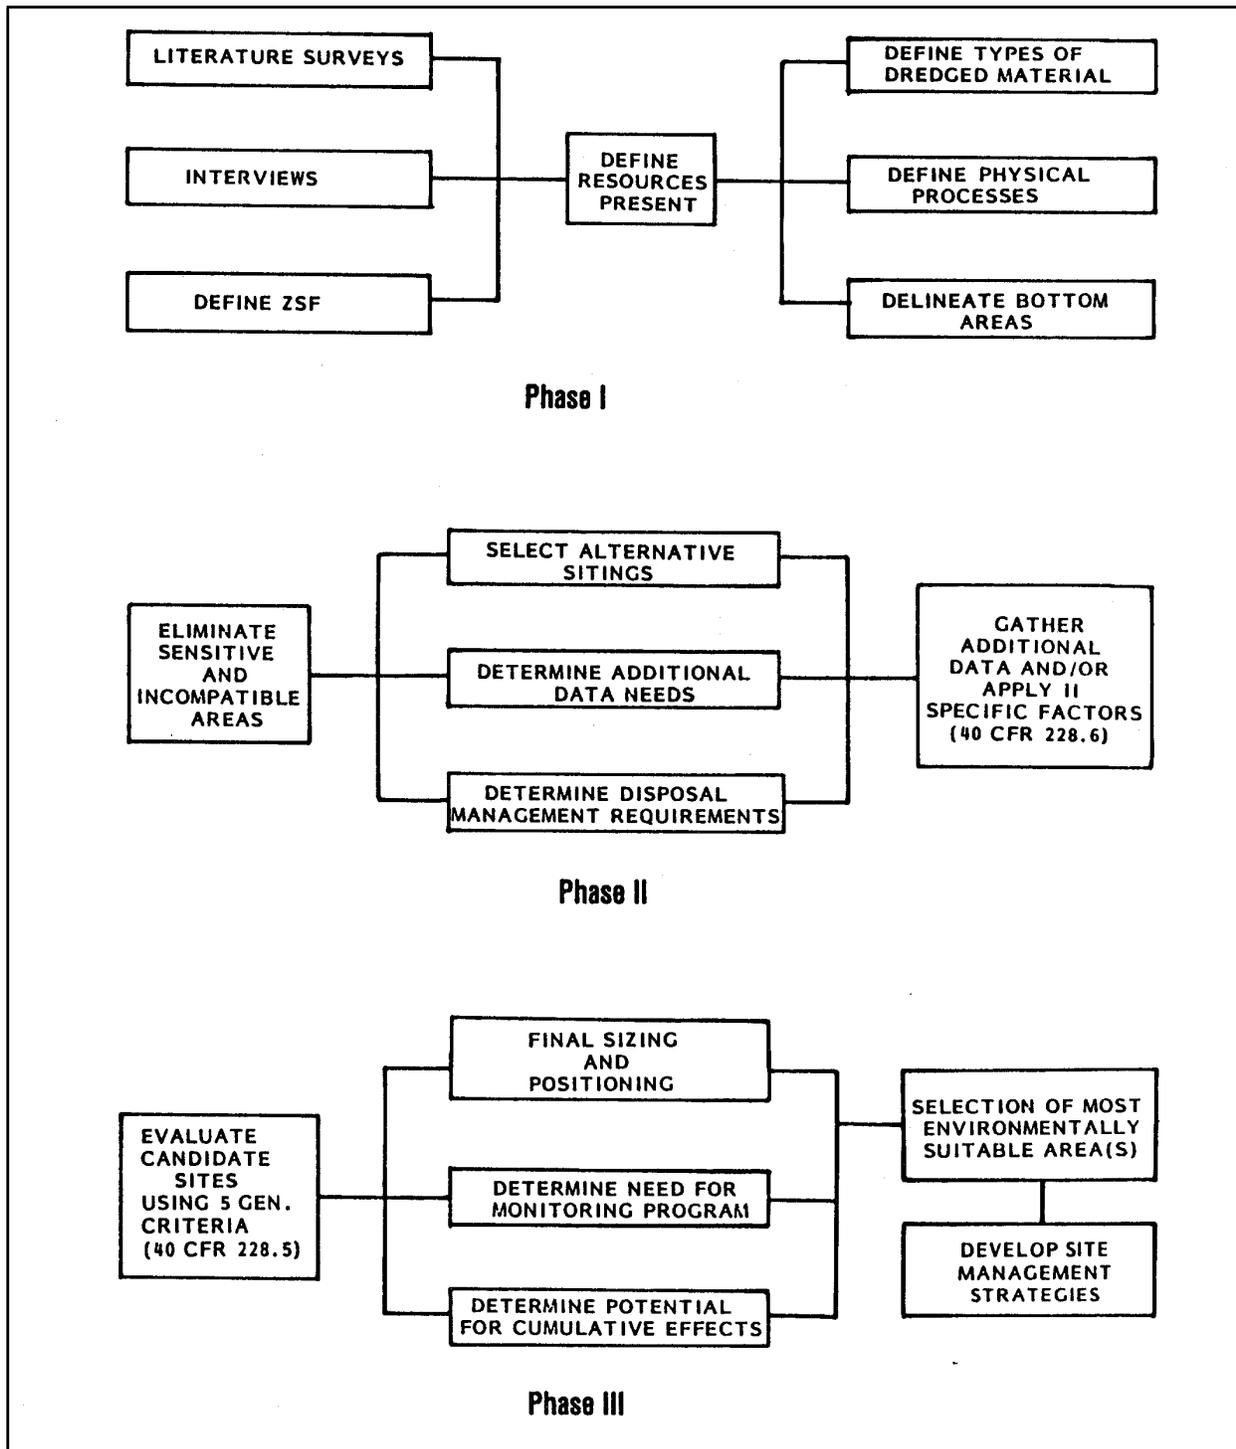 LITERATURE SURVEYS
INTERVIEWS
DEFINE ZSF
DEFINE
RESOURCES
PRESENT
DEFINE TYPES OF
DREDGED MATERIAL
DEFINE PHYSICAL
PROCESSES
DELINEATE BOTTOM
AREAS
Phase I
ELIMINATE
SENSITIVE
AND
INCOMPATIBLE
AREAS
SELECT ALTERNATIVE
SITINGS
DETERMINE ADDITIONAL
DATA NEEDS
DETERMINE DISPOSAL
MANAGEMENT REQUIREMENTS
GATHER
ADDITIONAL
DATA AND/OR
APPLY 11
SPECIFIC FACTORS
(40 CFR 228.6)
Phase II
EVALUATE
CANDIDATE
SITES
USING 5 GEN.
CRITERIA
(40 CFR 228.5)
FINAL SIZING
AND
POSITIONING
DETERMINE NEED FOR
MONITORING PROGRAM
DETERMINE POTENTIAL
FOR CUMULATIVE EFFECTS
SELECTION OF MOST
ENVIRONMENTALLY
SUITABLE AREA(S)
DEVELOP SITE
MANAGEMENT
STRATEGIES
Phase III